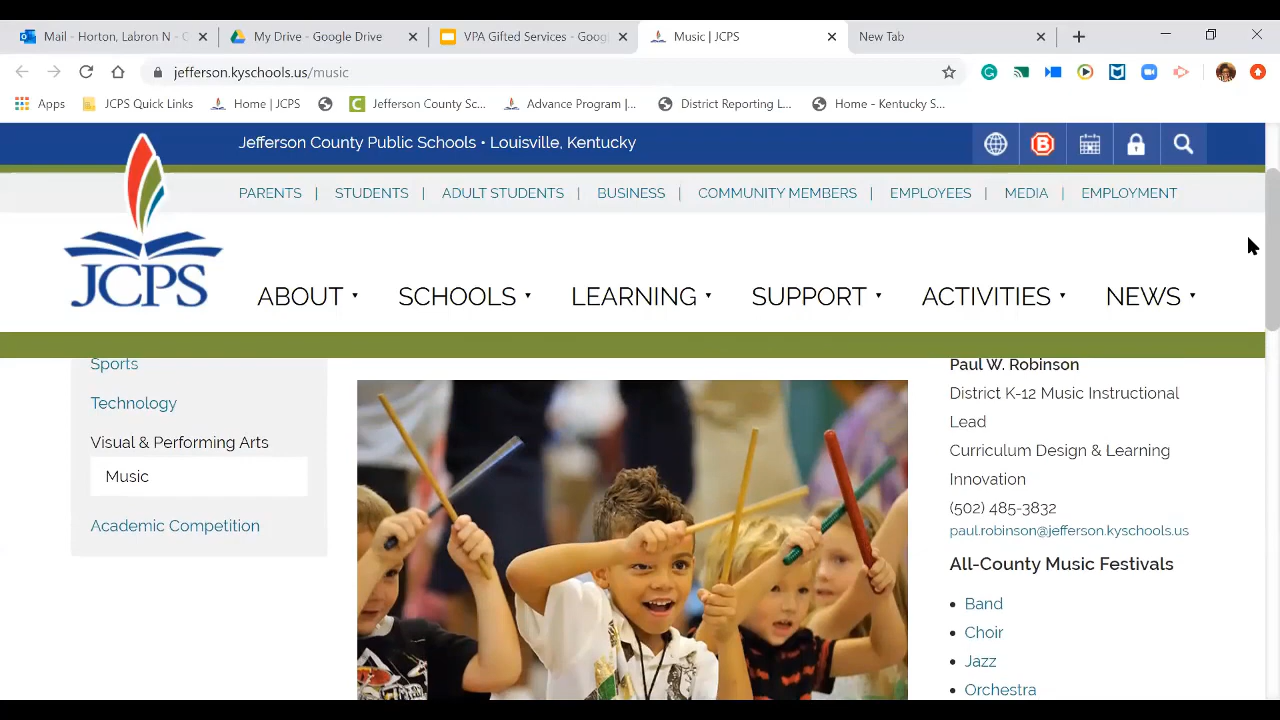 Mail - Horton, Labron N - C
My Drive - Google Drive
VPA Gifted Services - Goog
Music | JCPS
New Tab
jefferson.kyschools.us/music
Apps
JCPS Quick Links
Home | JCPS
Jefferson County Sc...
Advance Program |...
District Reporting L...
Home - Kentucky S...
Jefferson County Public Schools • Louisville, Kentucky
PARENTS | STUDENTS | ADULT STUDENTS | BUSINESS | COMMUNITY MEMBERS | EMPLOYEES | MEDIA | EMPLOYMENT
JCPS
ABOUT SCHOOLS LEARNING SUPPORT ACTIVITIES NEWS
Sports
Technology
Visual & Performing Arts
Music
Academic Competition
Paul W. Robinson
District K-12 Music Instructional
Lead
Curriculum Design & Learning
Innovation
(502) 485-3832
paul.robinson@jefferson.kyschools.us
All-County Music Festivals
• Band
• Choir
• Jazz
• Orchestra